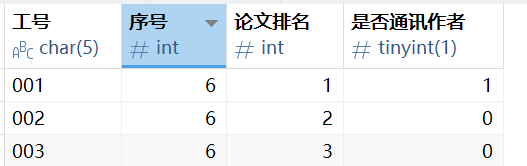 工号 序号 论文排名 是否通讯作者
ABC char(5) # int # int # tinyint(1)
001 6 1 1
002 6 2 0
003 6 3 0